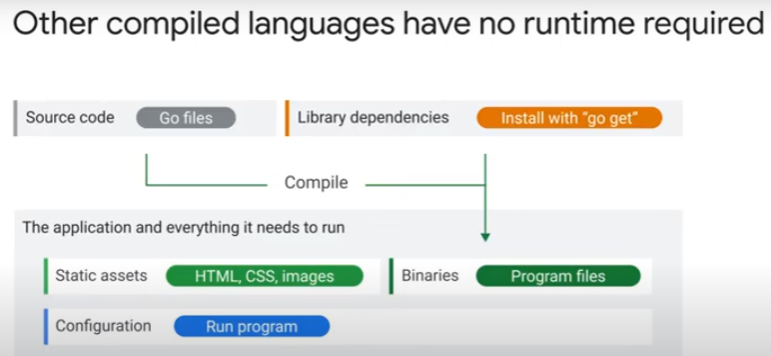 Other compiled languages have no runtime required
Source code Go files Library dependencies Install with "go get"
Compile
The application and everything it needs to run
Static assets HTML, CSS, images Binaries Program files
Configuration Run program